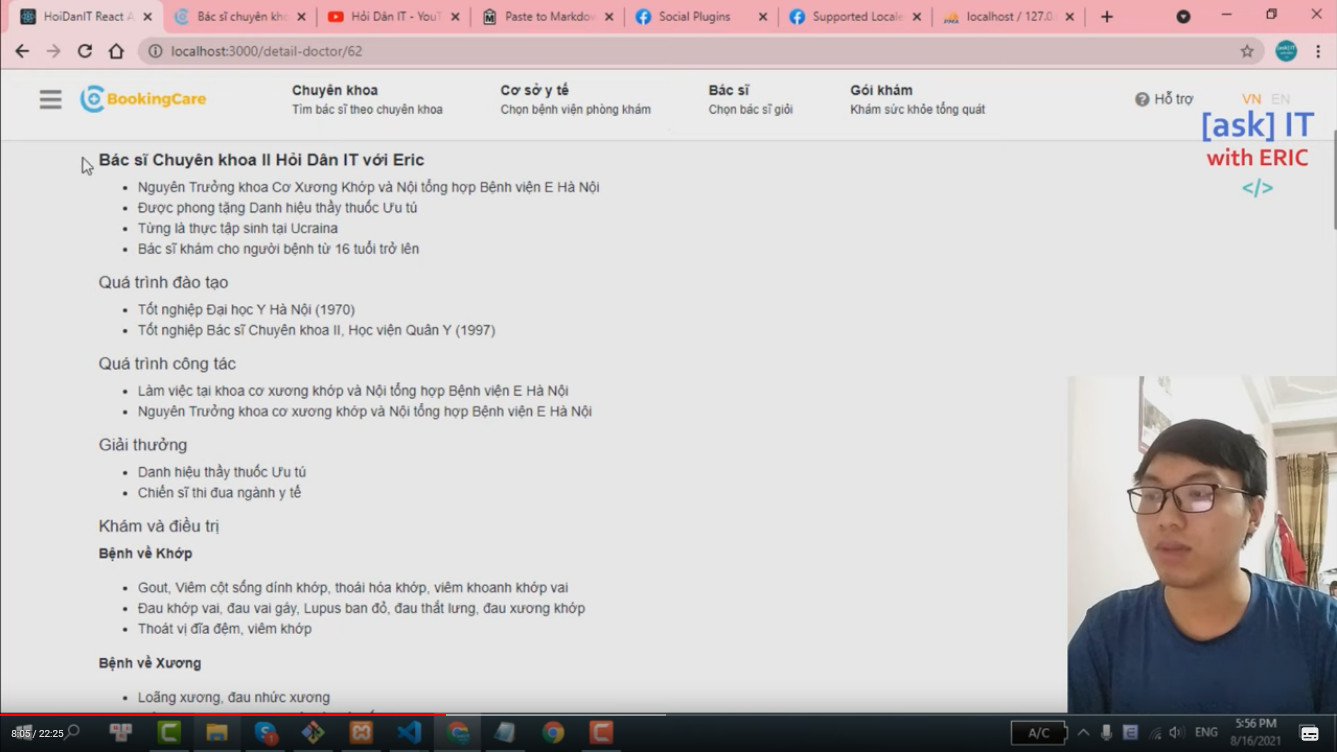 HoiDanIT React A
Bác sĩ chuyên kh
Hỏi Dân IT - YouT
Paste to Markdow
Social Plugins
Supported Locale
localhost / 127.0.
localhost:3000/detail-doctor/62
BookingCare
Chuyên khoa
Tìm bác sĩ theo chuyên khoa
Cơ sở y tế
Chọn bệnh viện phòng khám
Bác sĩ
Chọn bác sĩ giỏi
Gói khám
Khám sức khỏe tổng quát
Hỗ trợ
VN EN
[ask] IT
with ERIC
</>
Bác sĩ Chuyên khoa II Hỏi Dân IT với Eric
• Nguyên Trưởng khoa Cơ Xương Khớp và Nội tổng hợp Bệnh viện E Hà Nội
• Được phong tặng Danh hiệu thầy thuốc Ưu tú
• Từng là thực tập sinh tại Ucraina
• Bác sĩ khám cho người bệnh từ 16 tuổi trở lên
Quá trình đào tạo
• Tốt nghiệp Đại học Y Hà Nội (1970)
• Tốt nghiệp Bác sĩ Chuyên khoa II, Học viện Quân Y (1997)
Quá trình công tác
• Làm việc tại khoa cơ xương khớp và Nội tổng hợp Bệnh viện E Hà Nội
• Nguyên Trưởng khoa cơ xương khớp và Nội tổng hợp Bệnh viện E Hà Nội
Giải thưởng
• Danh hiệu thầy thuốc Ưu tú
• Chiến sĩ thi đua ngành y tế
Khám và điều trị
Bệnh về Khớp
• Gout, Viêm cột sống dính khớp, thoái hóa khớp, viêm khoanh khớp vai
• Đau khớp vai, đau vai gáy, Lupus ban đỏ, đau thắt lưng, đau xương khớp
• Thoát vị đĩa đệm, viêm khớp
Bệnh về Xương
• Loãng xương, đau nhức xương
8:05 / 22:25
A/C
ENG
5:56 PM
8/16/2021